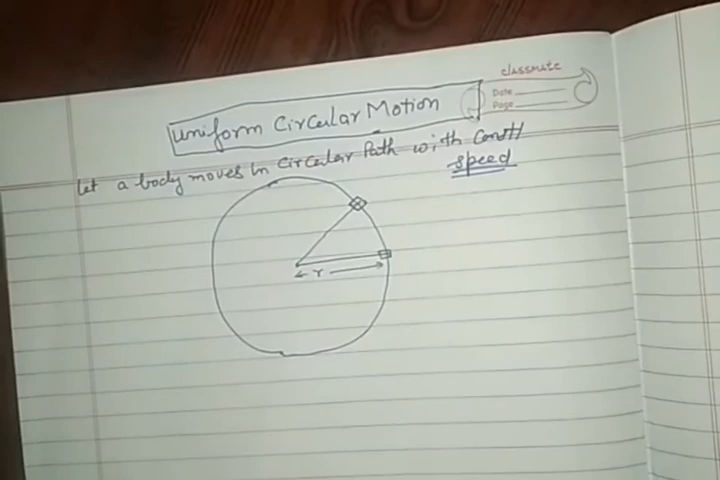 classmate
Date
Page
Uniform Circular Motion
Let a body moves in circular Path with constt
speed
r